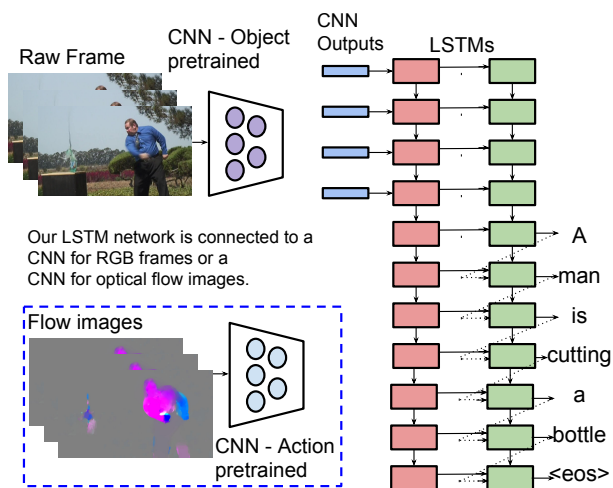 CNN - Object
pretrained
Raw Frame
CNN
Outputs
LSTMs
Our LSTM network is connected to a
CNN for RGB frames or a
CNN for optical flow images.
Flow images
CNN - Action
pretrained
A
man
is
cutting
a
bottle
<eos>